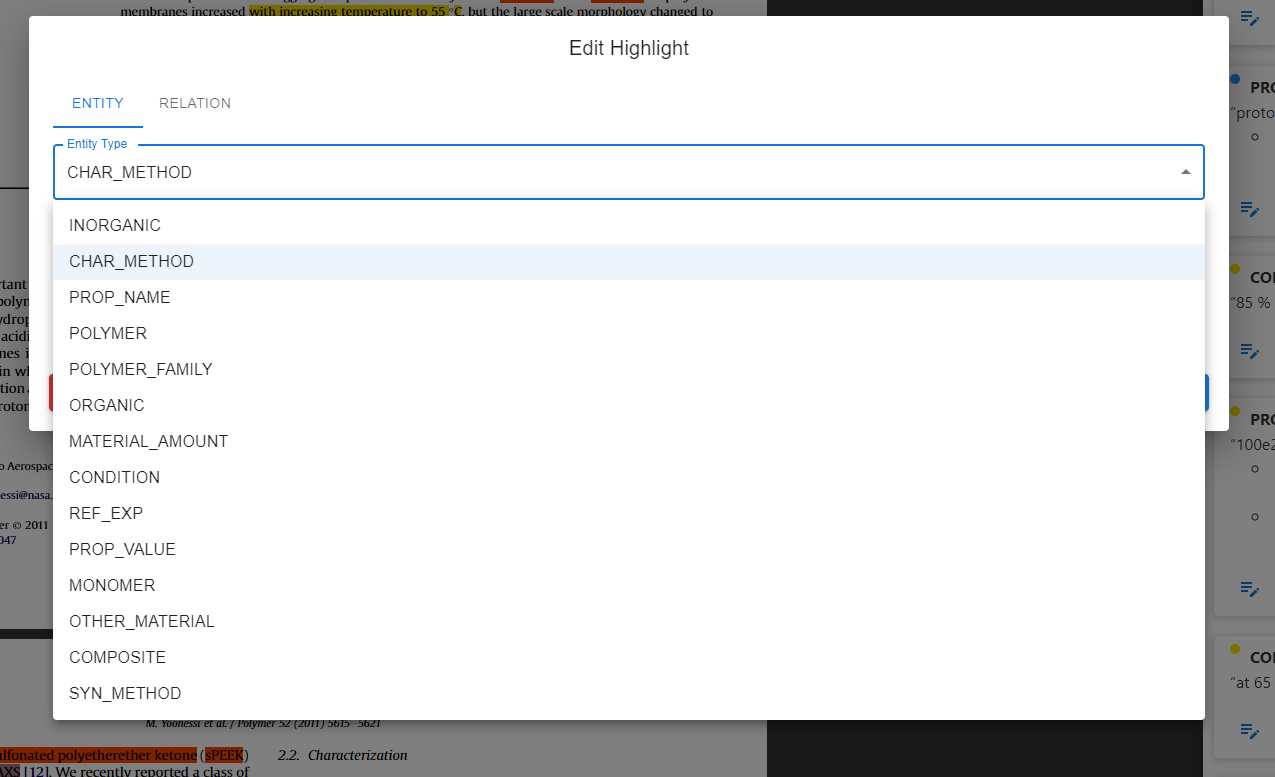 membranes increased with increasing temperature to 55 °C, but the large scale morphology changed to
Edit Highlight
ENTITY
RELATION
Entity Type
CHAR_METHOD
INORGANIC
CHAR_METHOD
PROP_NAME
POLYMER
POLYMER_FAMILY
ORGANIC
MATERIAL_AMOUNT
CONDITION
REF_EXP
PROP_VALUE
MONOMER
OTHER_MATERIAL
COMPOSITE
SYN_METHOD
M. Yoonessi et al. / Polymer 52 (2011) 5615–5621
lfonated polyetherether ketone (sPEEK)
AXS [12]. We recently reported a class of
2.2. Characterization
rtant
polyn
ydrop
acidi
nes i
in wh
tion
roton
o Aerospac
essi@nasa.
er © 2011
047
PRO
“proto
CON
“85 %
PRO
“100e2
CON
“at 65